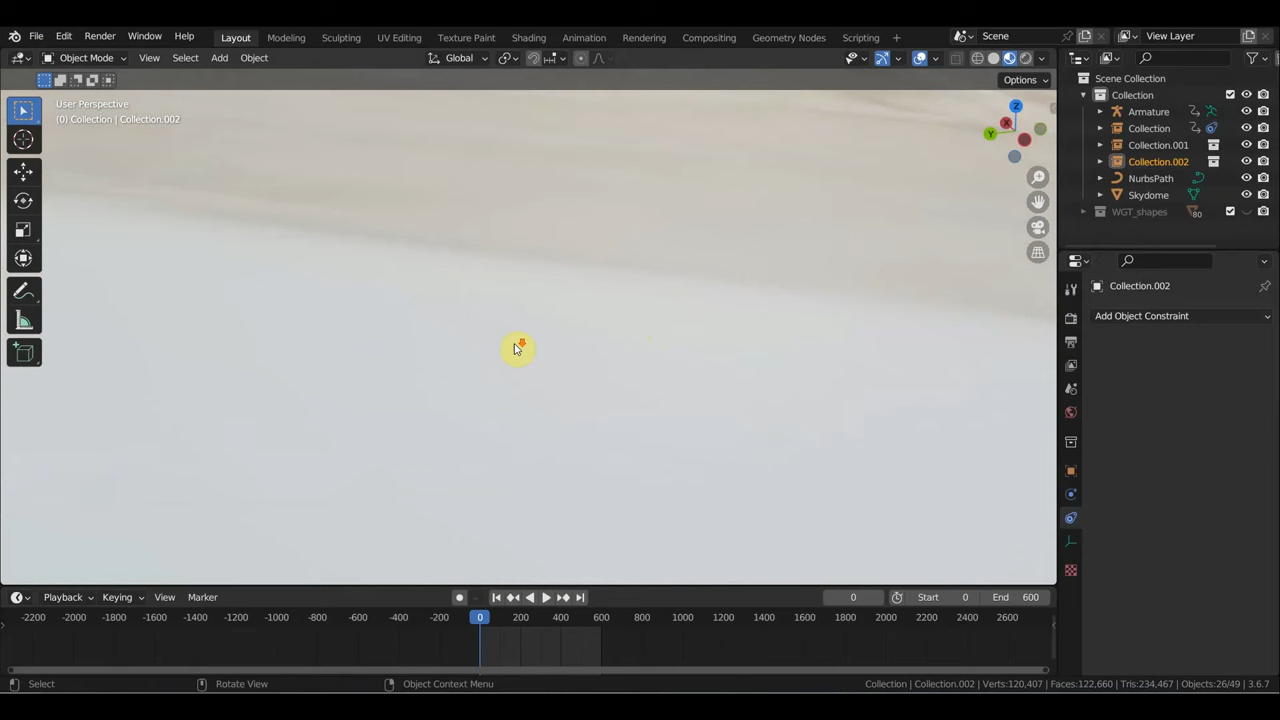 File Edit Render Window Help Layout Modeling Sculpting UV Editing Texture Paint Shading Animation Rendering Compositing Geometry Nodes Scripting + Scene View Layer
Object Mode View Select Add Object Global
Options
User Perspective
(0) Collection | Collection.002
Z
X
Y
Scene Collection
Collection
Armature
Collection
Collection.001
Collection.002
NurbsPath
Skydome
WGT_shapes 80
Collection.002
Add Object Constraint
Playback Keying View Marker 0 Start 0 End 600
-2200 -2000 -1800 -1600 -1400 -1200 -1000 -800 -600 -400 -200 0 200 400 600 800 1000 1200 1400 1600 1800 2000 2200 2400 2600
Select Rotate View Object Context Menu Collection | Collection.002 | Verts:120,407 | Faces:122,660 | Tris:234,467 | Objects:26/49 | 3.6.7